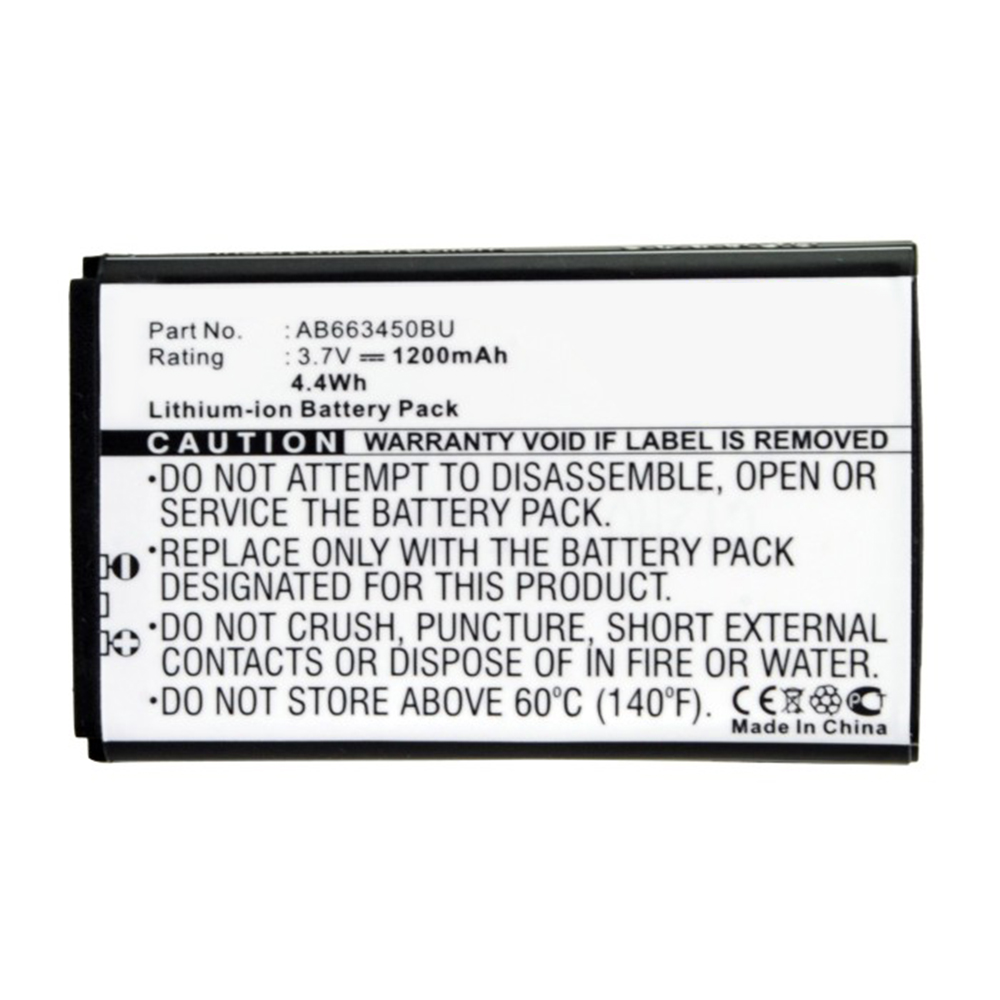 Part No. : AB663450BU
Rating : 3.7V 1200mAh
4.4Wh
Lithium-ion Battery Pack
CAUTION WARRANTY VOID IF LABEL IS REMOVED
·DO NOT ATTEMPT TO DISASSEMBLE, OPEN OR
SERVICE THE BATTERY PACK.
·REPLACE ONLY WITH THE BATTERY PACK
DESIGNATED FOR THIS PRODUCT.
·DO NOT CRUSH, PUNCTURE, SHORT EXTERNAL
CONTACTS OR DISPOSE OF IN FIRE OR WATER.
·DO NOT STORE ABOVE 60°C (140°F). CE
Made In China